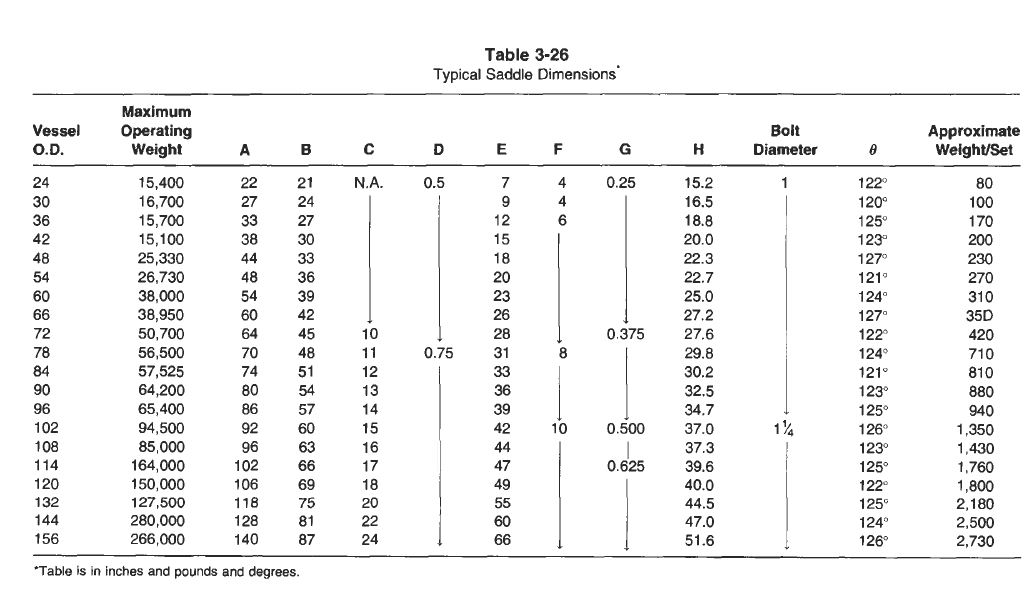 Table 3-26
Typical Saddle Dimensions*
Vessel O.D. Maximum Operating Weight A B C D E F G H Bolt Diameter θ Approximate Weight/Set
24 15,400 22 21 N.A. 0.5 7 4 0.25 15.2 1 122° 80
30 16,700 27 24 9 4 16.5 120° 100
36 15,700 33 27 12 6 18.8 125° 170
42 15,100 38 30 15 20.0 123° 200
48 25,330 44 33 18 22.3 127° 230
54 26,730 48 36 20 22.7 121° 270
60 38,000 54 39 23 25.0 124° 310
66 38,950 60 42 26 27.2 127° 35D
72 50,700 64 45 10 28 0.375 27.6 122° 420
78 56,500 70 48 11 0.75 31 8 29.8 124° 710
84 57,525 74 51 12 33 30.2 121° 810
90 64,200 80 54 13 36 32.5 123° 880
96 65,400 86 57 14 39 34.7 125° 940
102 94,500 92 60 15 42 10 0.500 37.0 1¼ 126° 1,350
108 85,000 96 63 16 44 37.3 123° 1,430
114 164,000 102 66 17 47 0.625 39.6 125° 1,760
120 150,000 106 69 18 49 40.0 122° 1,800
132 127,500 118 75 20 55 44.5 125° 2,180
144 280,000 128 81 22 60 47.0 124° 2,500
156 266,000 140 87 24 66 51.6 126° 2,730
*Table is in inches and pounds and degrees.